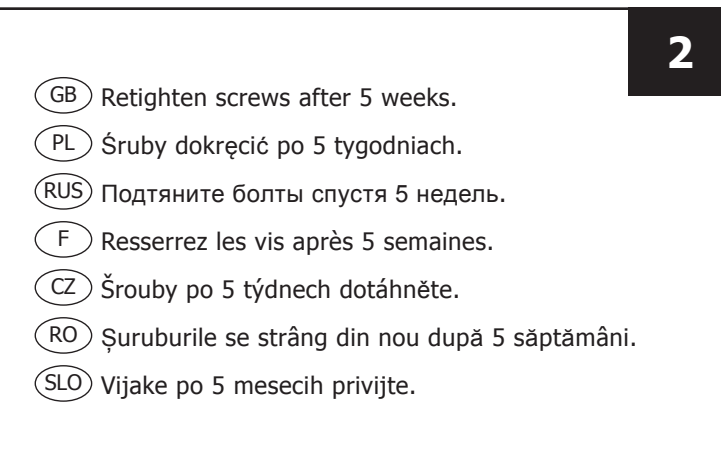 2
GB Retighten screws after 5 weeks.
PL Śruby dokręcić po 5 tygodniach.
RUS Подтяните болты спустя 5 недель.
F Resserrez les vis après 5 semaines.
CZ Šrouby po 5 týdnech dotáhněte.
RO Șuruburile se strâng din nou după 5 săptămâni.
SLO Vijake po 5 mesecih privijte.